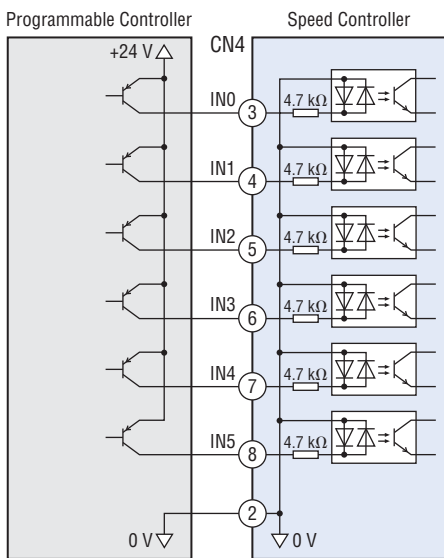 Programmable Controller
Speed Controller
+24 V
CN4
IN0
3
4.7 kΩ
IN1
4
4.7 kΩ
IN2
5
4.7 kΩ
IN3
6
4.7 kΩ
IN4
7
4.7 kΩ
IN5
8
4.7 kΩ
2
0 V
0 V